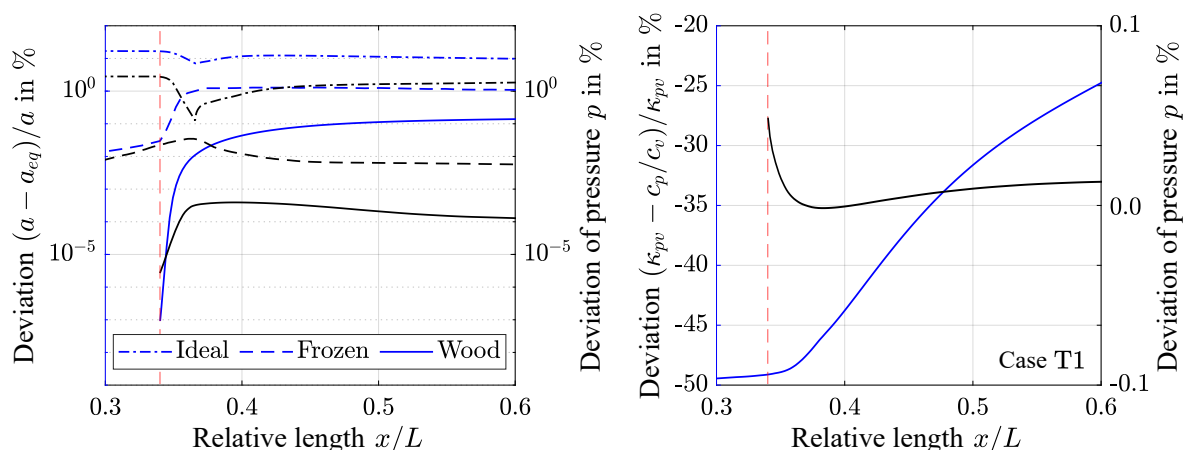 Deviation (a − a_{eq})/a in %
10^0
10^{-5}
0.3 0.4 0.5 0.6
Relative length x/L
Ideal Frozen Wood
10^0
10^{-5}
Deviation of pressure p in %
Deviation (κ_{pv} − c_p/c_v)/κ_{pv} in %
-20
-25
-30
-35
-40
-45
-50
0.3 0.4 0.5 0.6
Relative length x/L
Case T1
0.1
0.0
-0.1
Deviation of pressure p in %